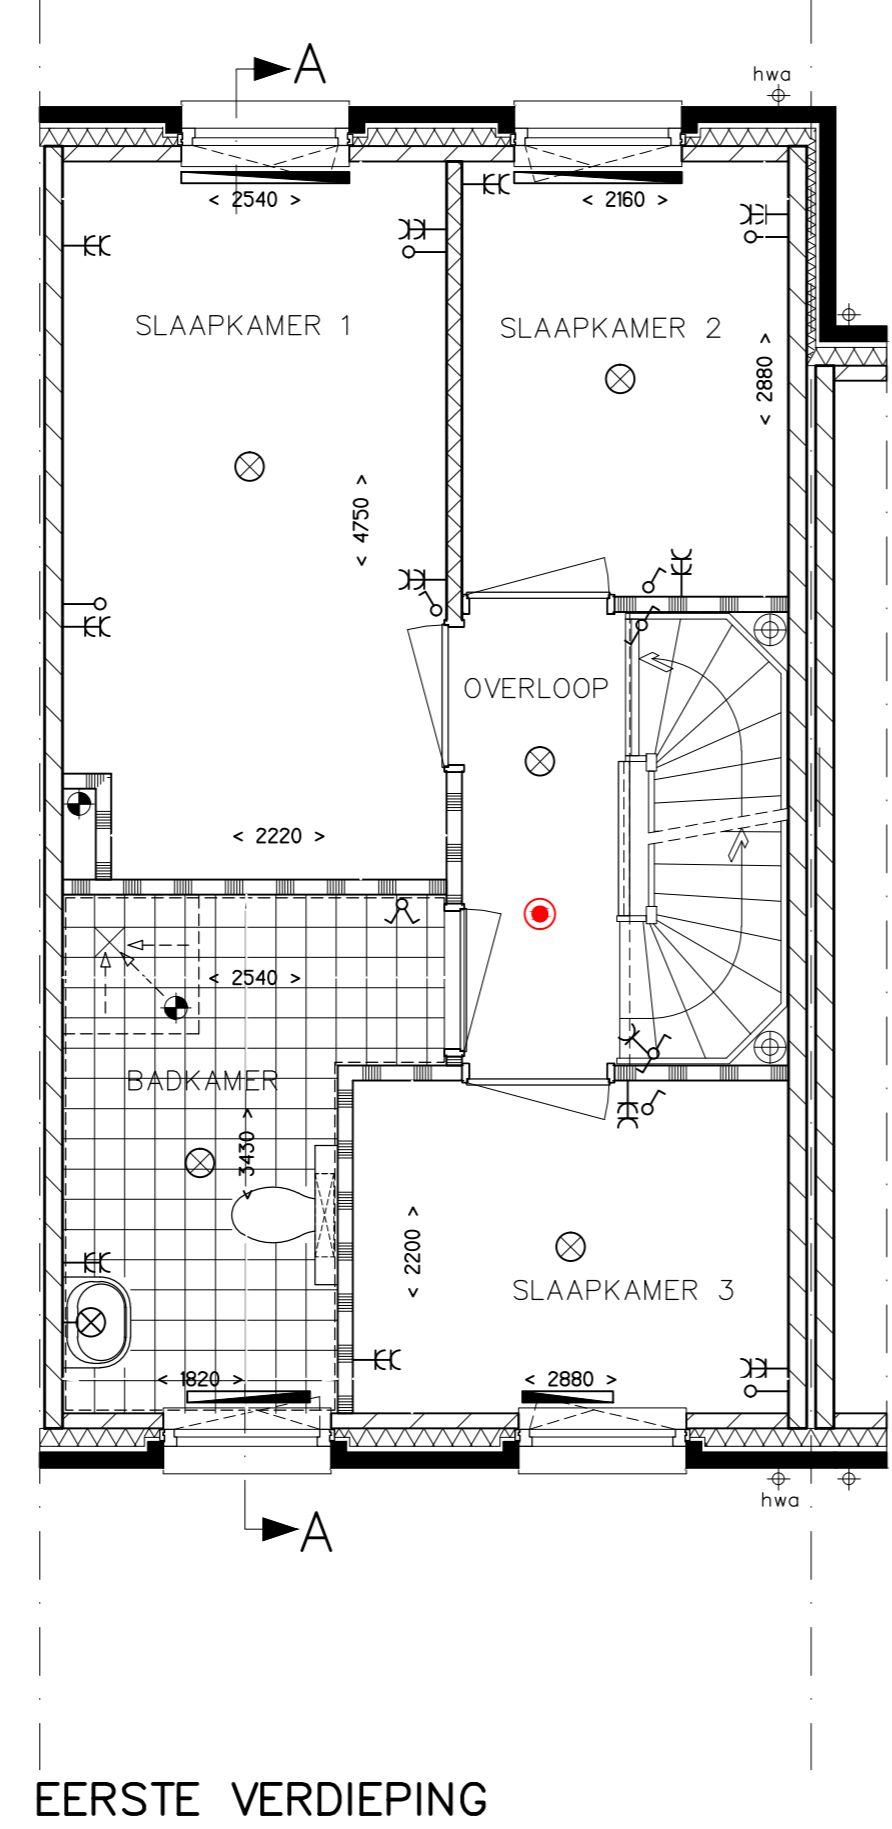 A
hwa
< 2540 >
< 2160 >
SLAAPKAMER 1
SLAAPKAMER 2
< 2880 >
< 4750 >
OVERLOOP
< 2220 >
< 2540 >
BADKAMER
< 3430 >
< 2200 >
SLAAPKAMER 3
< 1820 >
< 2880 >
hwa
A
EERSTE VERDIEPING